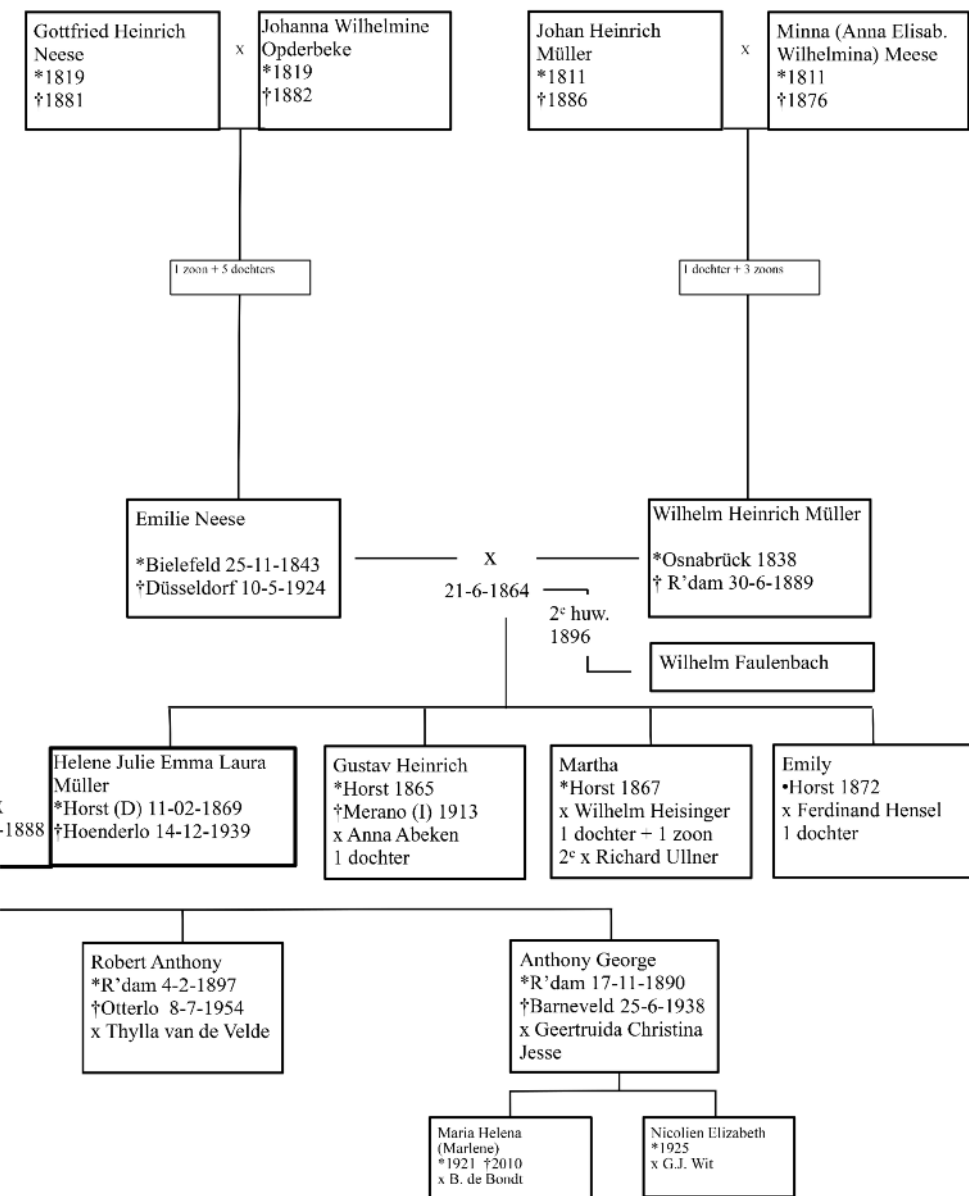 Gottfried Heinrich
Neese
*1819
†1881
x
Johanna Wilhelmine
Opderbeke
*1819
†1882
Johan Heinrich
Müller
*1811
†1886
x
Minna (Anna Elisab.
Wilhelmina) Meese
*1811
†1876
1 zoon + 5 dochters
1 dochter + 3 zoons
Emilie Neese
*Bielefeld 25-11-1843
†Düsseldorf 10-5-1924
X
21-6-1864
2ᵉ huw.
1896
Wilhelm Heinrich Müller
*Osnabrück 1838
† R’dam 30-6-1889
Wilhelm Faulenbach
-1888
Helene Julie Emma Laura
Müller
*Horst (D) 11-02-1869
†Hoenderlo 14-12-1939
Gustav Heinrich
*Horst 1865
†Merano (I) 1913
x Anna Abeken
1 dochter
Martha
*Horst 1867
x Wilhelm Heisinger
1 dochter + 1 zoon
2ᵉ x Richard Ullner
Emily
•Horst 1872
x Ferdinand Hensel
1 dochter
Robert Anthony
*R’dam 4-2-1897
†Otterlo 8-7-1954
x Thylla van de Velde
Anthony George
*R’dam 17-11-1890
†Barneveld 25-6-1938
x Geertruida Christina
Jesse
Maria Helena
(Marlene)
*1921 †2010
x B. de Bondt
Nicolien Elizabeth
*1925
x G.J. Wit